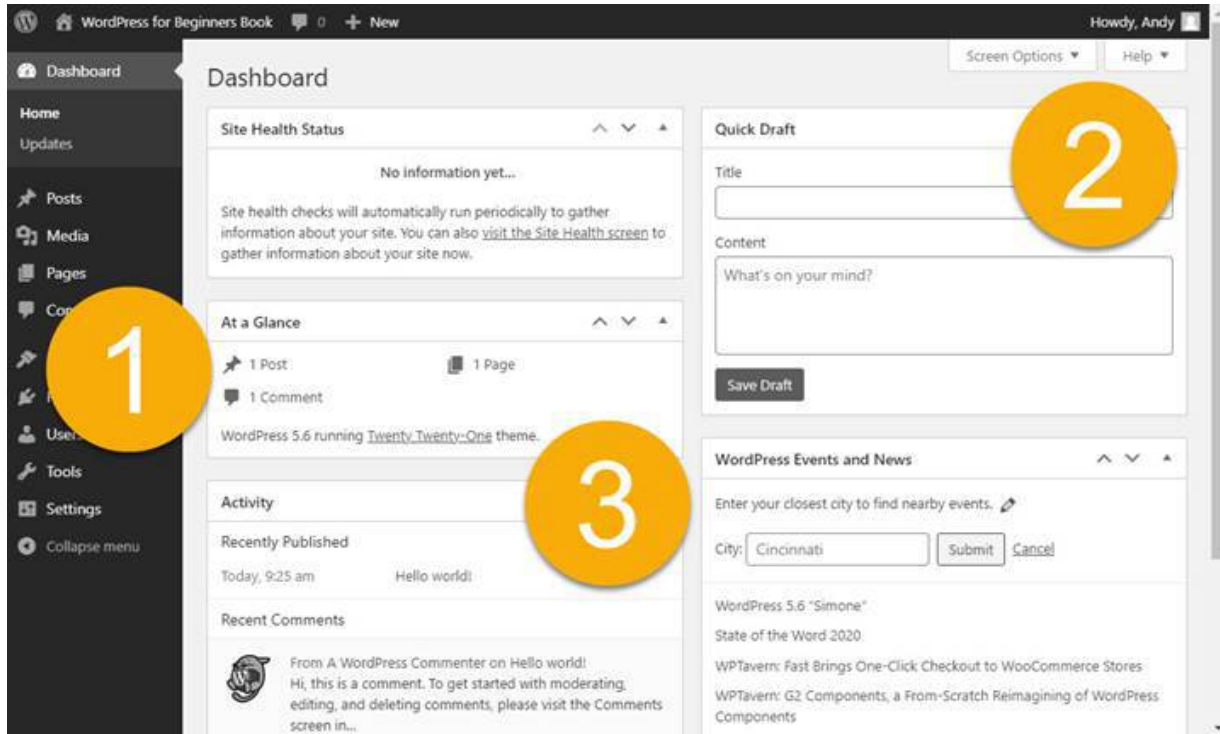 WordPress for Beginners Book 0 + New
Howdy, Andy
Screen Options Help
Dashboard
Home
Updates
Posts
Media
Pages
Users
Tools
Settings
Collapse menu
1
Dashboard
Site Health Status
No information yet...
Site health checks will automatically run periodically to gather
information about your site. You can also visit the Site Health screen to
gather information about your site now.
At a Glance
1 Post 1 Page
1 Comment
WordPress 5.6 running Twenty Twenty-One theme.
3
Activity
Recently Published
Today, 9:25 am Hello world!
Recent Comments
From A WordPress Commenter on Hello world!
Hi, this is a comment. To get started with moderating,
editing, and deleting comments, please visit the Comments
screen in...
Quick Draft
2
Title
Content
What's on your mind?
Save Draft
WordPress Events and News
Enter your closest city to find nearby events.
City: Cincinnati Submit Cancel
WordPress 5.6 "Simone"
State of the Word 2020
WPTavern: Fast Brings One-Click Checkout to WooCommerce Stores
WPTavern: G2 Components, a From-Scratch Reimagining of WordPress
Components